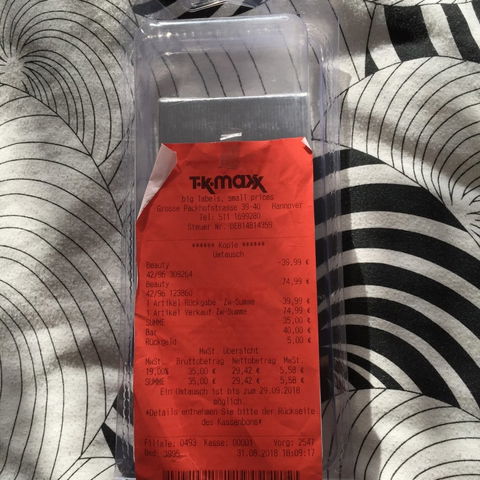 T·K·maxx
big labels, small prices
Grosse Packhofstrasse 39-40 Hannover
Tel: 511 1699280
Steuer Nr: DE814814359
****** Kopie ******
Umtausch
Beauty -39,99 €
42/96 309264
Beauty 74,99 €
42/96 123860
1 Artikel Rückgabe Zw-Summe -39,99 €
1 Artikel Verkauf Zw-Summe 74,99 €
SUMME 35,00 €
Bar 40,00 €
Rückgeld 5,00 €
MwSt. Übersicht
MwSt. Bruttobetrag Nettobetrag MwSt.
19,00% 35,00 € 29,42 € 5,58 €
SUMME 35,00 € 29,42 € 5,58 €
Ein Umtausch ist bis zum 29.09.2018
möglich.
*Details entnehmen Sie bitte der Rückseite
des Kassenbons*
Filiale: 0493 Kasse: 00001 Vorg: 2547
Bed: 3995 31.08.2018 18:09:17